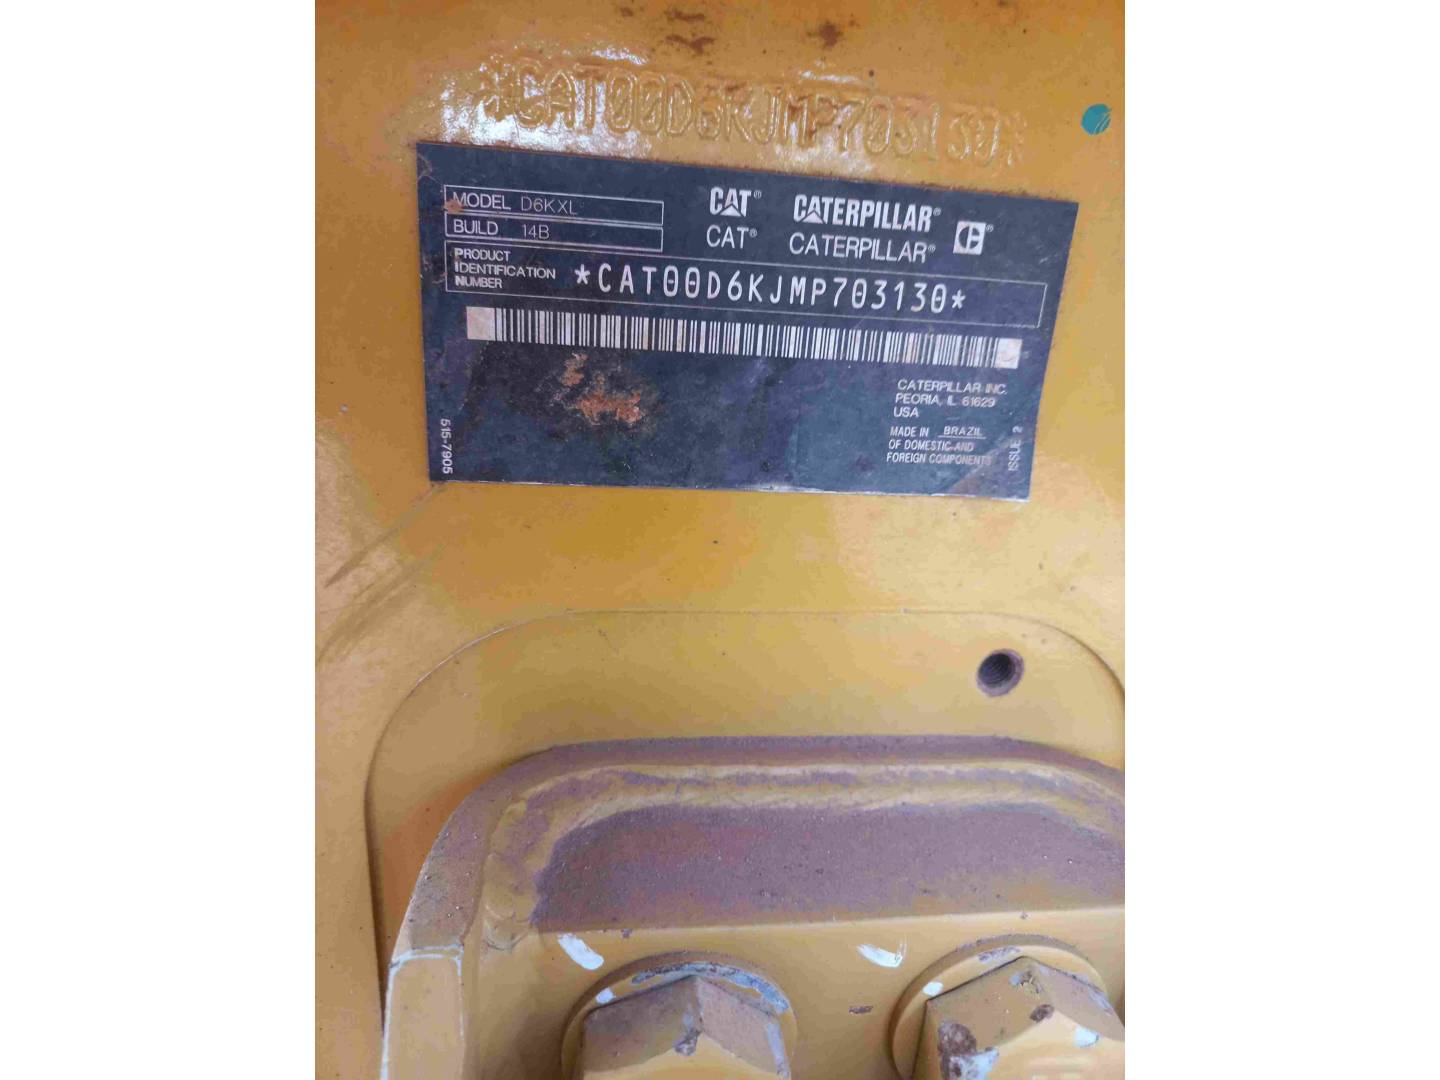 *CAT00D6KJMP703130*
MODEL D6KXL
BUILD 14B
CAT® CATERPILLAR®
CAT® CATERPILLAR®
PRODUCT
IDENTIFICATION
NUMBER
*CAT00D6KJMP703130*
CATERPILLAR INC.
PEORIA, IL 61629
USA
MADE IN BRAZIL
OF DOMESTIC AND
FOREIGN COMPONENTS
515-7905
ISSUE 2